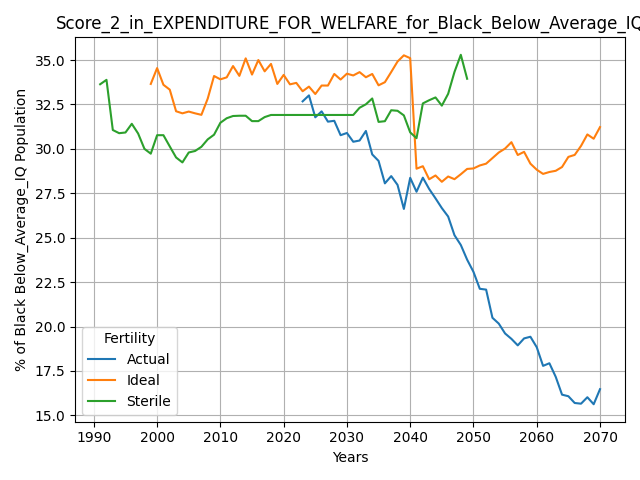 Score_2_in_EXPENDITURE_FOR_WELFARE_for_Black_Below_Average_IQ
% of Black Below_Average_IQ Population
35.0
32.5
30.0
27.5
25.0
22.5
20.0
17.5
15.0
Fertility
Actual
Ideal
Sterile
1990 2000 2010 2020 2030 2040 2050 2060 2070
Years